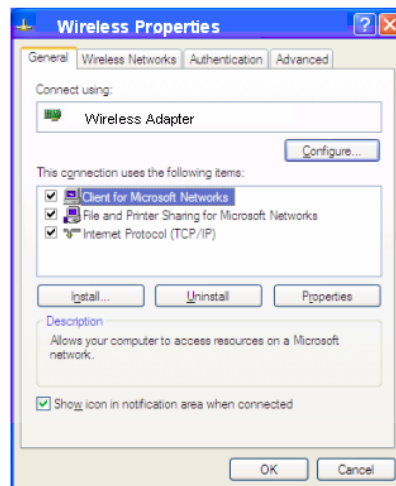 Wireless Properties
General Wireless Networks Authentication Advanced
Connect using:
Wireless Adapter
Configure...
This connection uses the following items:
Client for Microsoft Networks
File and Printer Sharing for Microsoft Networks
Internet Protocol (TCP/IP)
Install... Uninstall Properties
Description
Allows your computer to access resources on a Microsoft
network.
Show icon in notification area when connected
OK Cancel